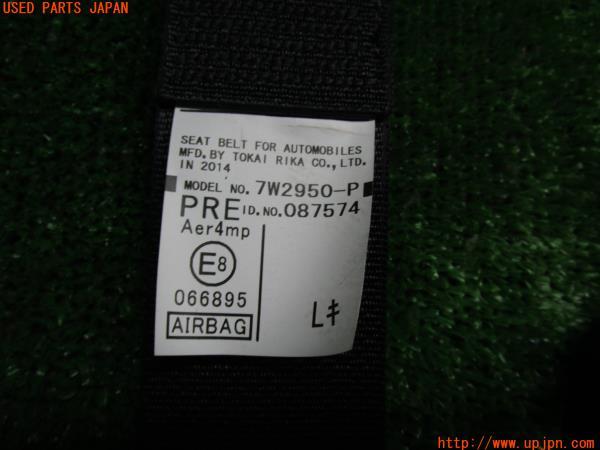 USED PARTS JAPAN
SEAT BELT FOR AUTOMOBILES
MFD. BY TOKAI RIKA CO., LTD.
IN 2014
MODEL NO. 7W2950-P
PRE ID.NO.087574
Aer4mp
E8
066895
AIRBAG
Lキ
http://www.upjpn.com